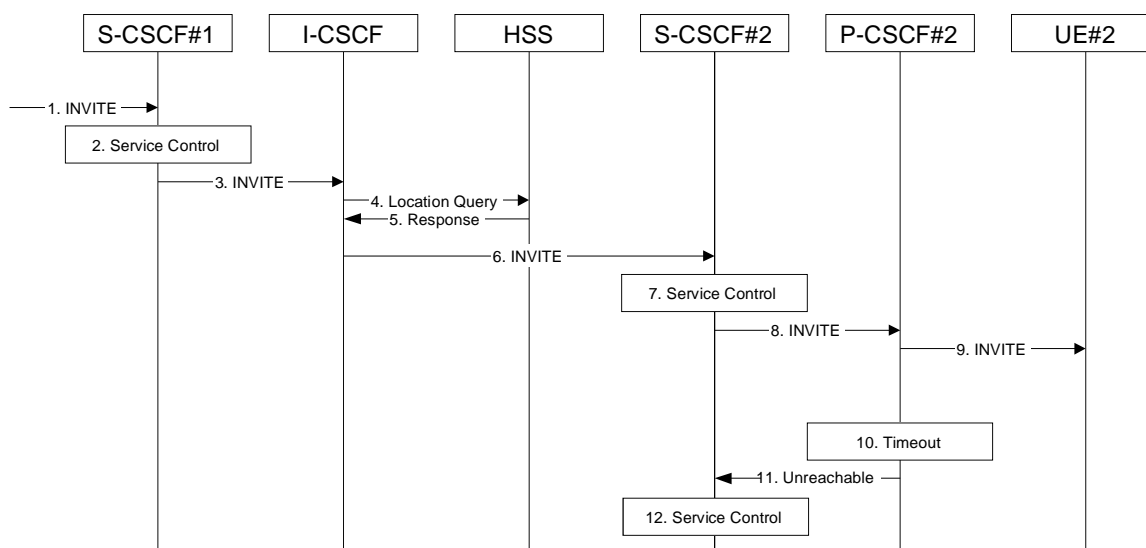 S-CSCF#1
I-CSCF
HSS
S-CSCF#2
P-CSCF#2
UE#2
1. INVITE
2. Service Control
3. INVITE
4. Location Query
5. Response
6. INVITE
7. Service Control
8. INVITE
9. INVITE
10. Timeout
11. Unreachable
12. Service Control